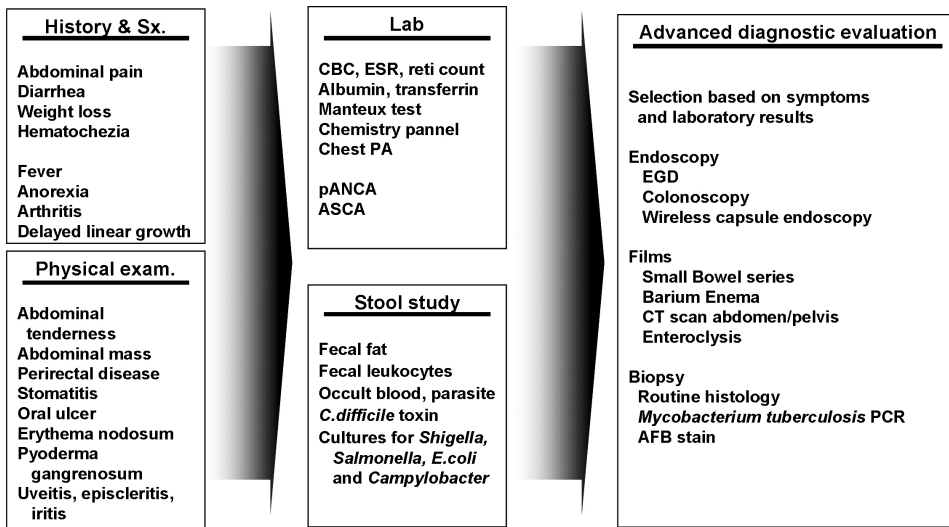 History & Sx.
Abdominal pain
Diarrhea
Weight loss
Hematochezia
Fever
Anorexia
Arthritis
Delayed linear growth
Physical exam.
Abdominal
tenderness
Abdominal mass
Perirectal disease
Stomatitis
Oral ulcer
Erythema nodosum
Pyoderma
gangrenosum
Uveitis, episcleritis,
iritis
Lab
CBC, ESR, reti count
Albumin, transferrin
Manteux test
Chemistry pannel
Chest PA
pANCA
ASCA
Stool study
Fecal fat
Fecal leukocytes
Occult blood, parasite
C.difficile toxin
Cultures for Shigella,
Salmonella, E.coli
and Campylobacter
Advanced diagnostic evaluation
Selection based on symptoms
and laboratory results
Endoscopy
EGD
Colonoscopy
Wireless capsule endoscopy
Films
Small Bowel series
Barium Enema
CT scan abdomen/pelvis
Enteroclysis
Biopsy
Routine histology
Mycobacterium tuberculosis PCR
AFB stain